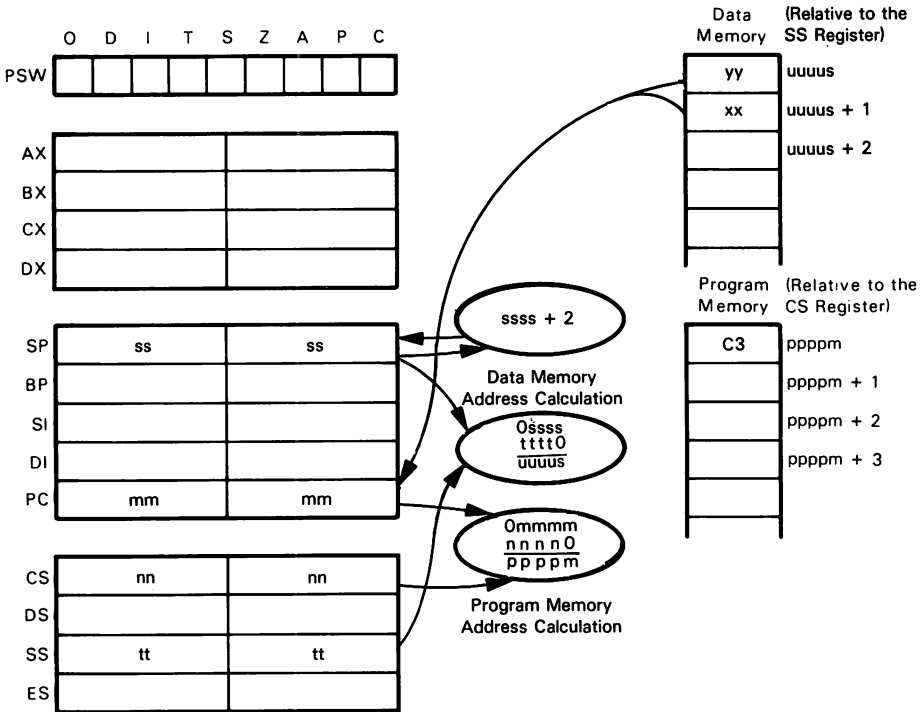 O D I T S Z A P C
PSW
AX
BX
CX
DX
SP ss ss
BP
SI
DI
PC mm mm
CS nn nn
DS
SS tt tt
ES
ssss + 2
Data Memory
Address Calculation
0ssss
tttt0
uuuus
0mmmm
nnnn0
ppppm
Program Memory
Address Calculation
Data
Memory
(Relative to the
SS Register)
yy uuuus
xx uuuus + 1
uuuus + 2
Program
Memory
(Relative to the
CS Register)
C3 ppppm
ppppm + 1
ppppm + 2
ppppm + 3